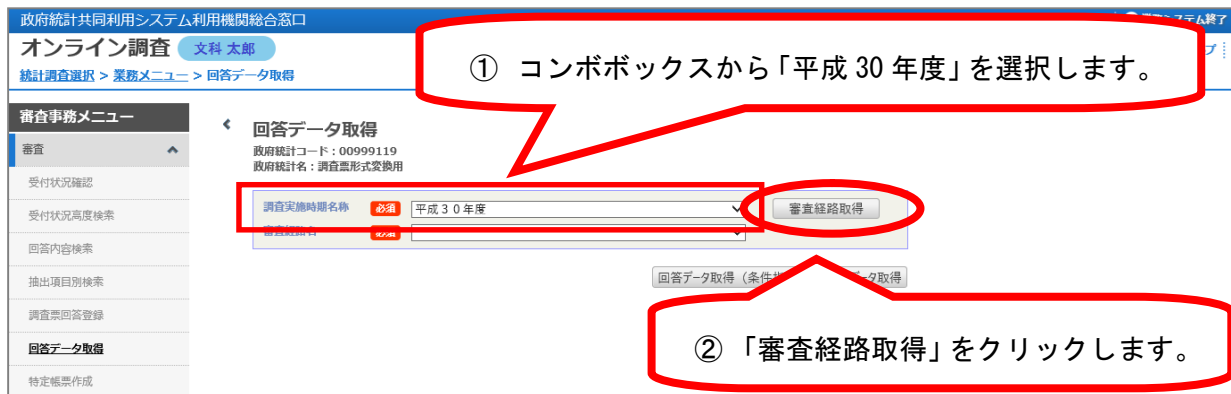 政府統計共同利用システム利用機関総合窓口
ステム終了
オンライン調査 文科 太郎
プ
統計調査選択 > 業務メニュー > 回答データ取得
① コンボボックスから「平成 30 年度」を選択します。
審査事務メニュー
審査
受付状況確認
受付状況高度検索
回答内容検索
抽出項目別検索
調査票回答登録
回答データ取得
特定帳票作成
回答データ取得
政府統計コード：00999119
政府統計名：調査票形式変換用
調査実施時期名称 必須 平成３０年度 審査経路取得
審査経路名 必須
回答データ取得（条件 データ取得
② 「審査経路取得」をクリックします。